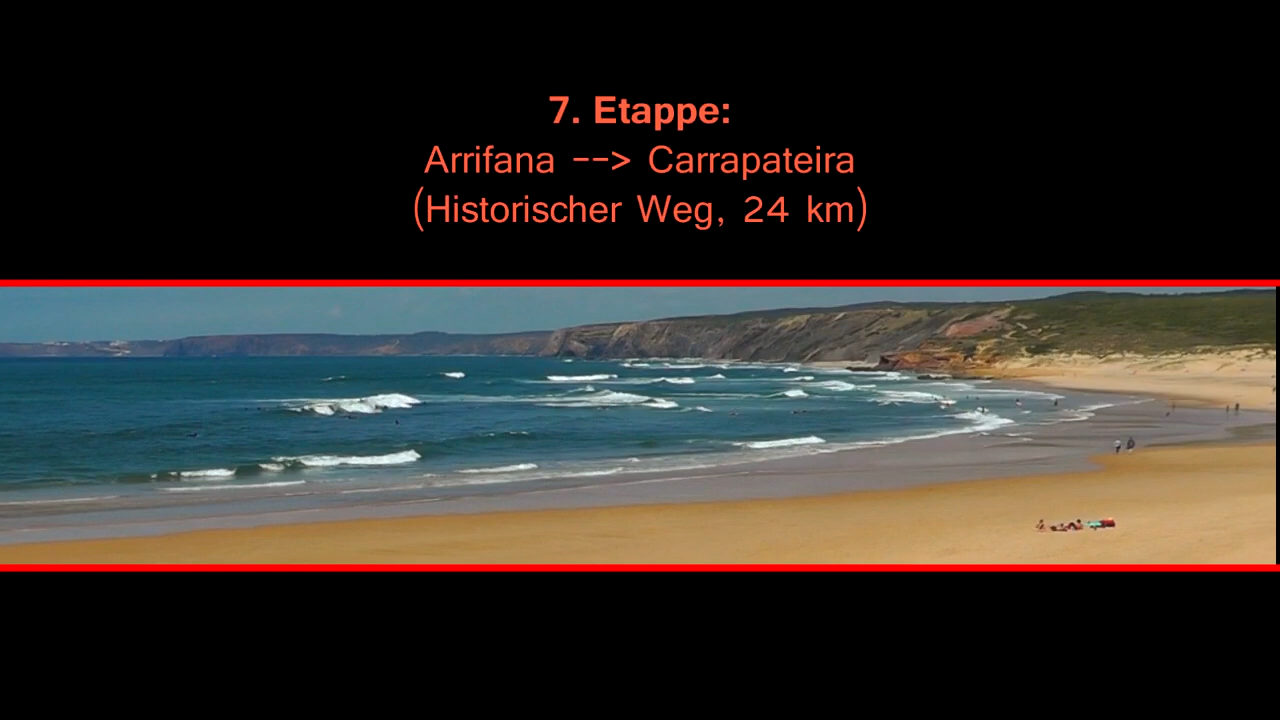 7. Etappe:
Arrifana --> Carrapateira
(Historischer Weg, 24 km)